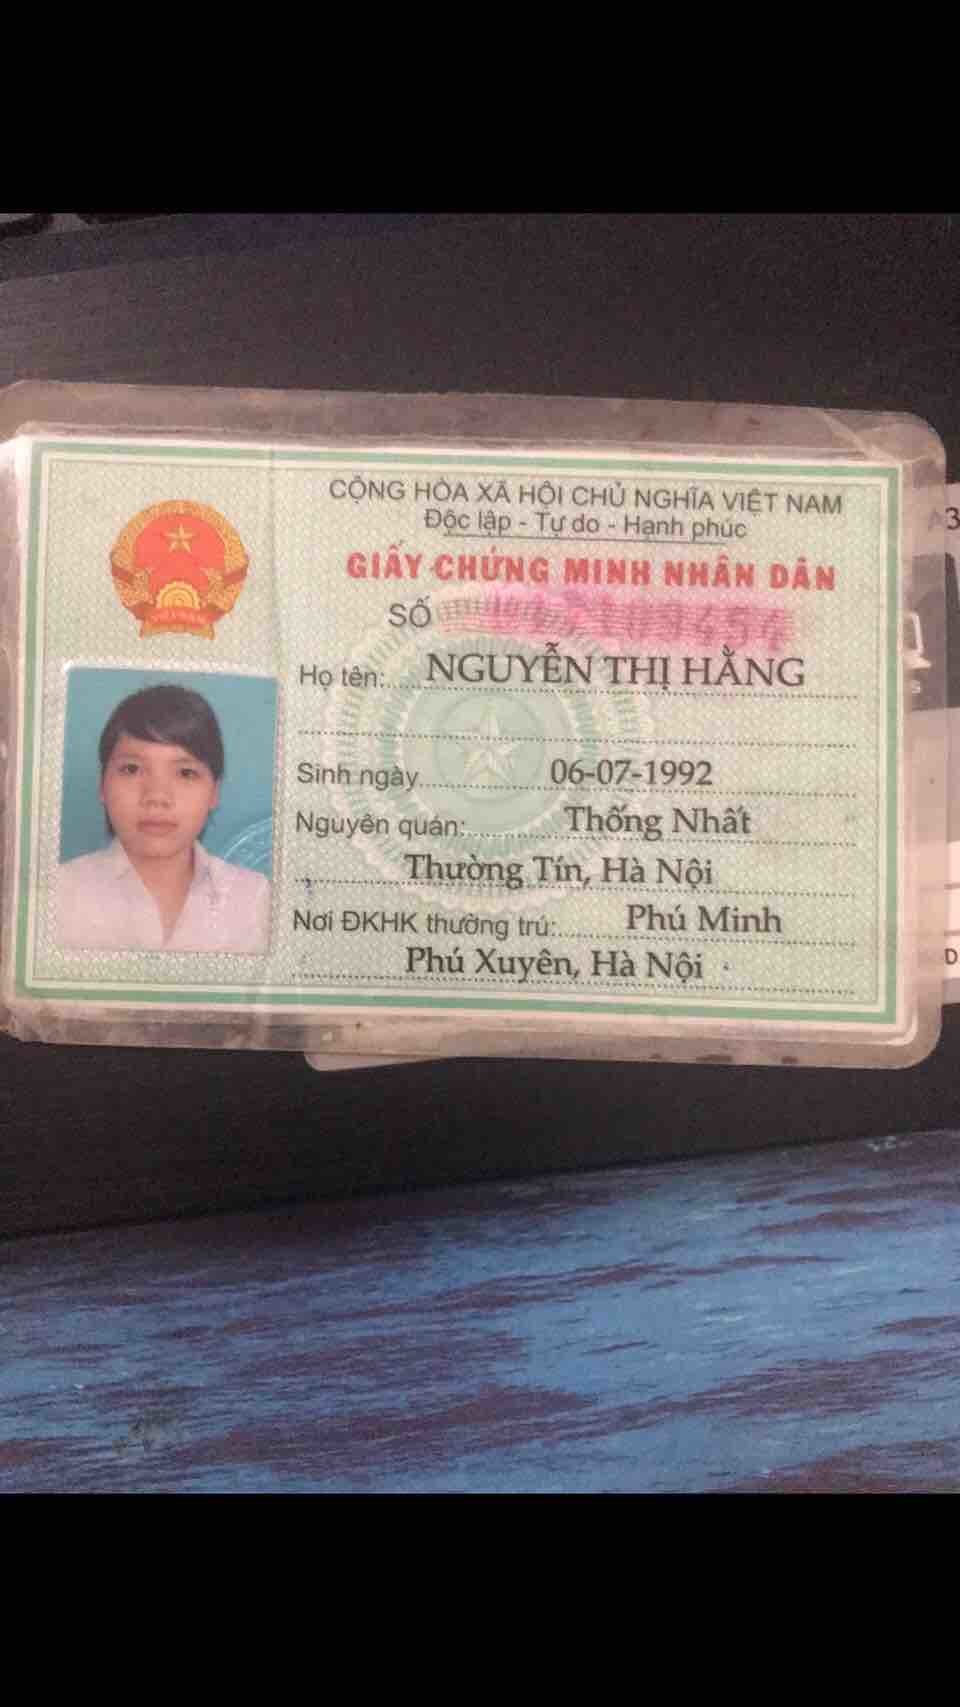 CỘNG HÒA XÃ HỘI CHỦ NGHĨA VIỆT NAM
Độc lập - Tự do - Hạnh phúc
GIẤY CHỨNG MINH NHÂN DÂN
SỐ
Họ tên: NGUYỄN THỊ HẰNG
Sinh ngày 06-07-1992
Nguyên quán: Thống Nhất
Thường Tín, Hà Nội
Nơi ĐKHK thường trú: Phú Minh
Phú Xuyên, Hà Nội